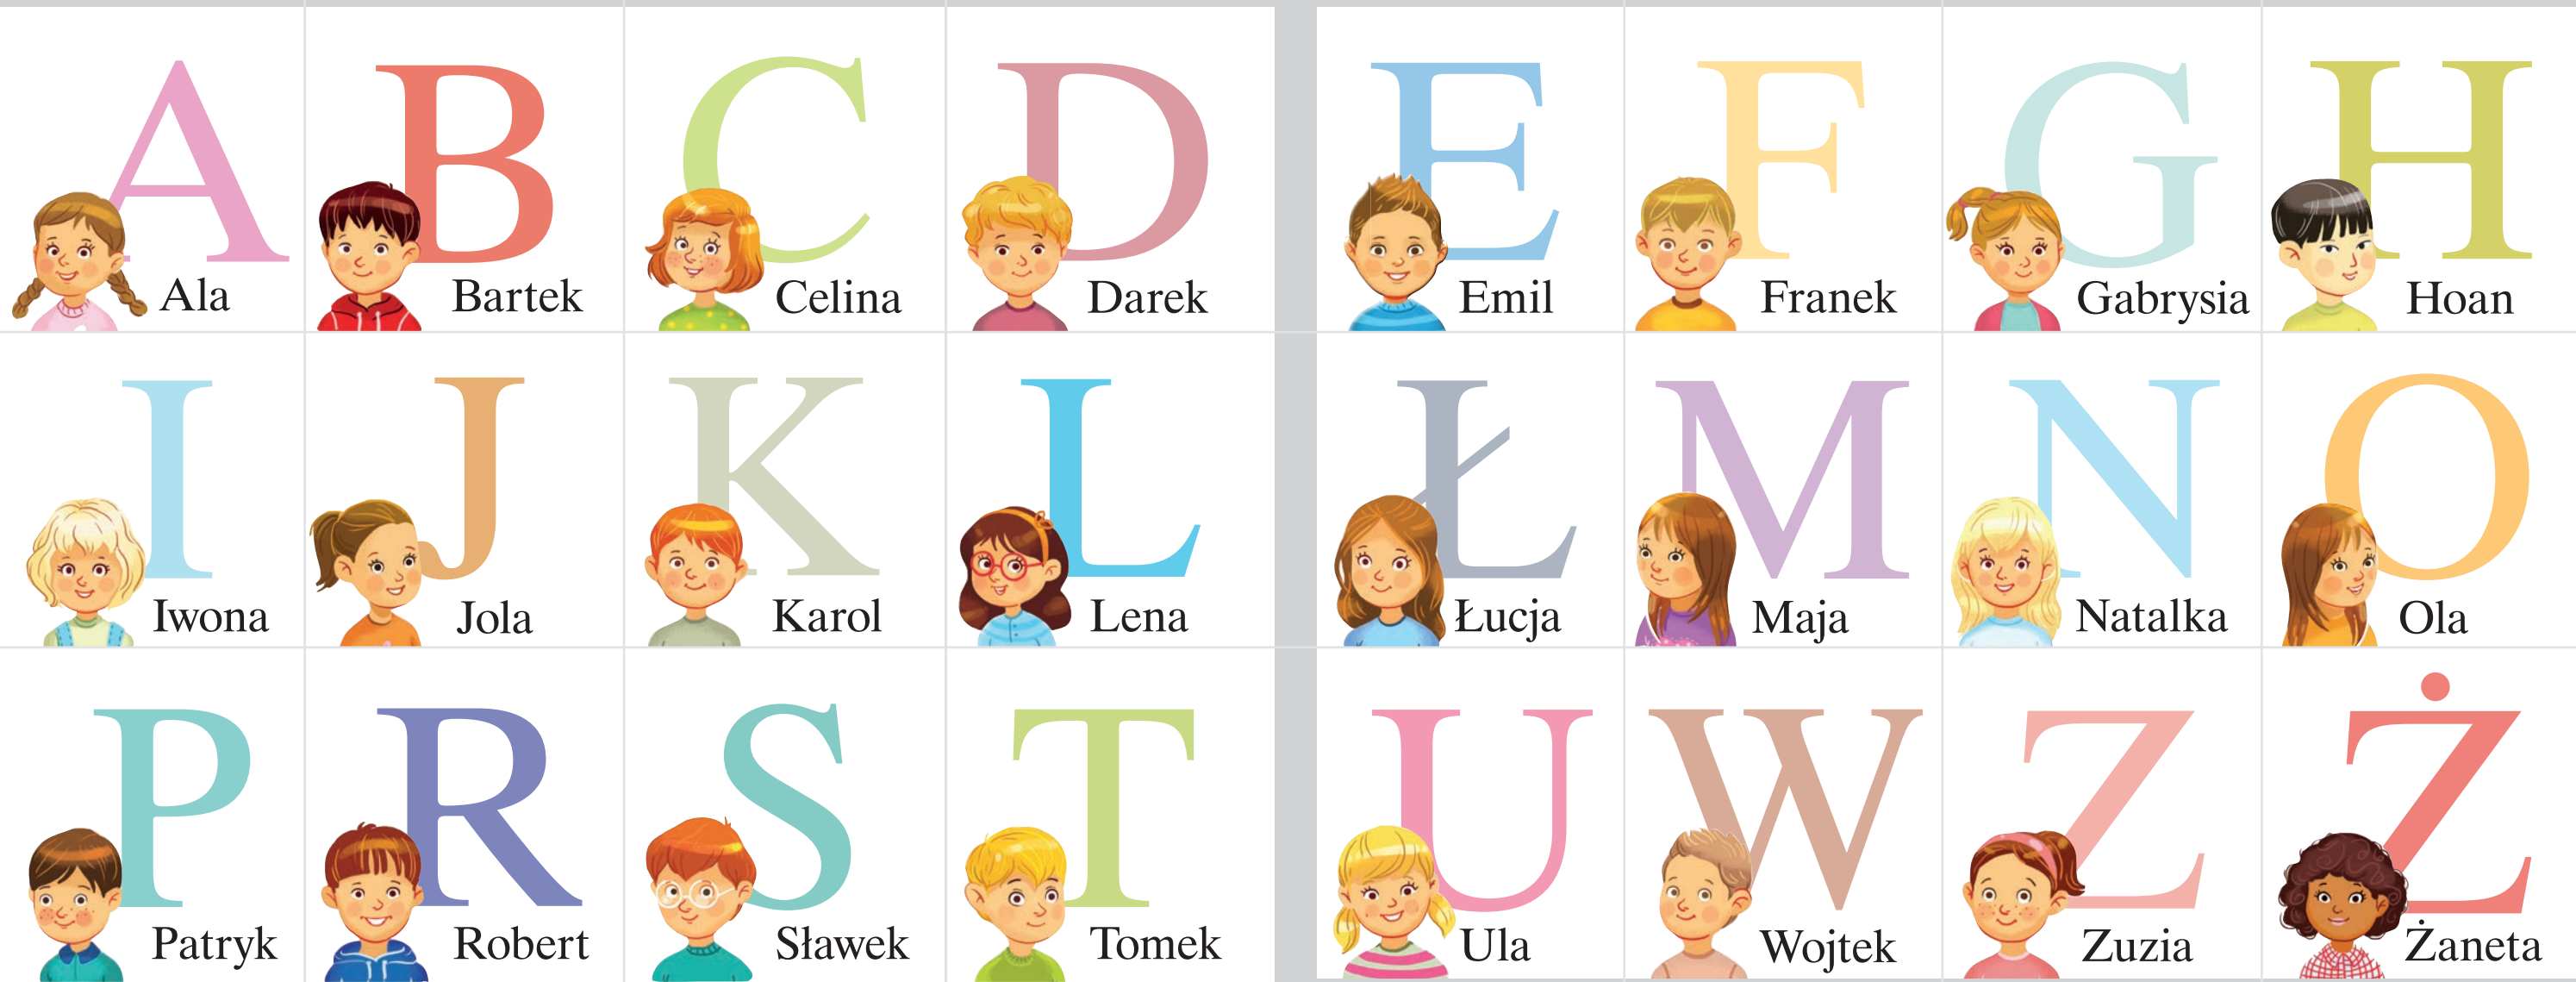 A B C D E F G H
Ala Bartek Celina Darek Emil Franek Gabrysia Hoan
I J K L Ł M N O
Iwona Jola Karol Lena Łucja Maja Natalka Ola
P R S T U W Z Ż
Patryk Robert Sławek Tomek Ula Wojtek Zuzia Żaneta